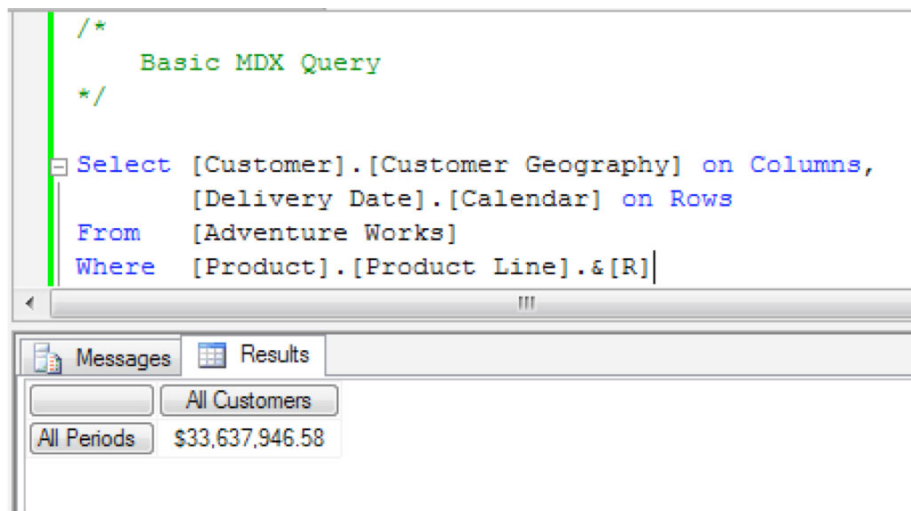 /*
Basic MDX Query
*/
Select [Customer].[Customer Geography] on Columns,
[Delivery Date].[Calendar] on Rows
From [Adventure Works]
Where [Product].[Product Line].&[R]
Messages Results
All Customers
All Periods $33,637,946.58